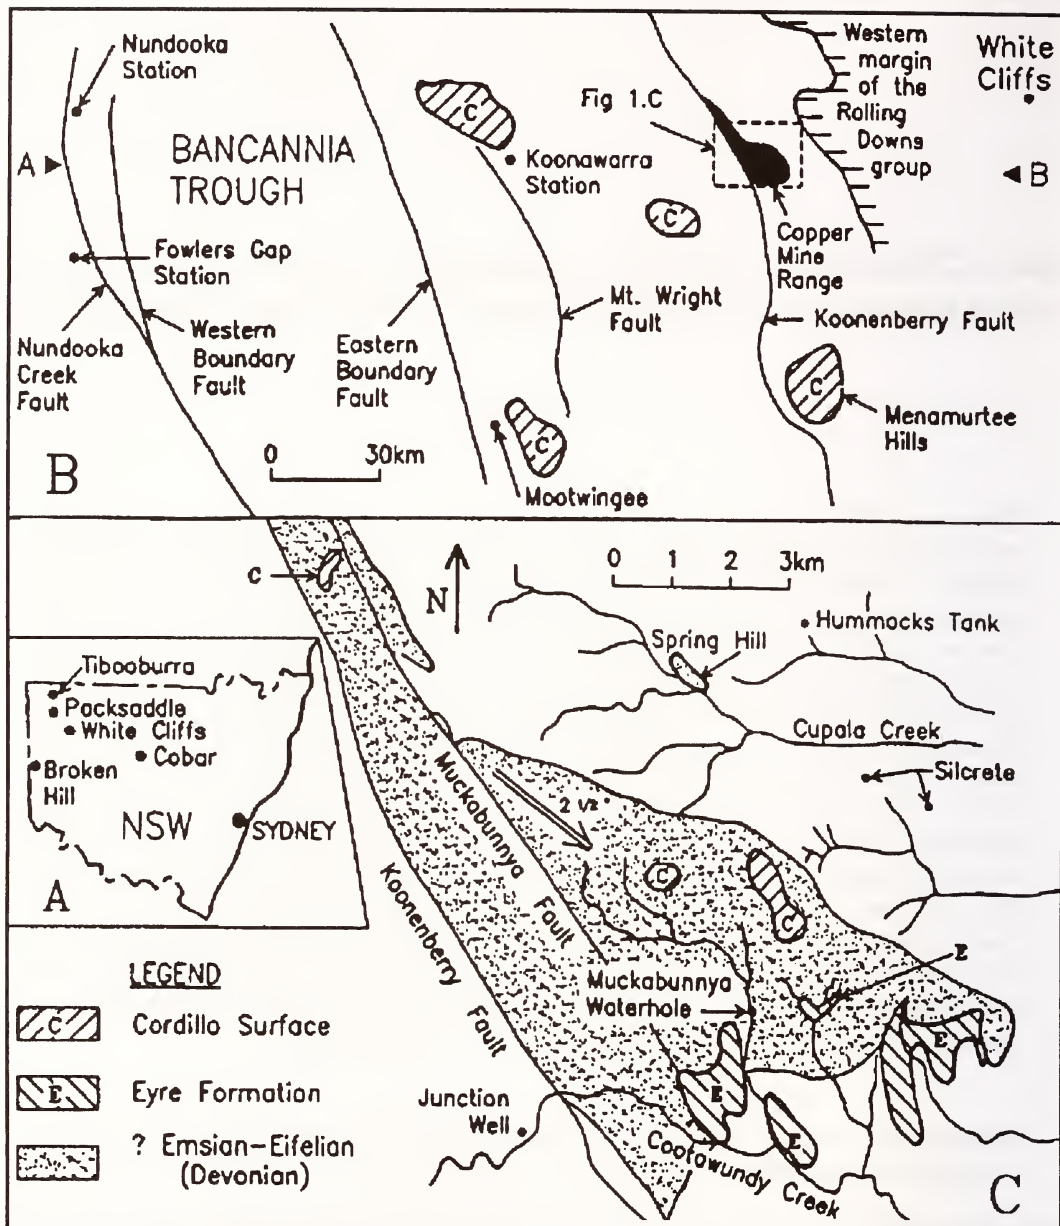 Nundooka
Station
A
BANCANNIA
TROUGH
Fowlers Gap
Station
Nundooka
Creek
Fault
Western
Boundary
Fault
Eastern
Boundary
Fault
B
0 30km
C
Koonawarra
Station
C
Mt. Wright
Fault
C
Mootwingee
Fig 1.C
Western
margin
of the
Rolling
Downs
group
White
Cliffs
B
Copper
Mine
Range
Koonenberry Fault
C
Menamurtee
Hills
C
N
0 1 2 3km
Spring Hill
Hummocks Tank
Cupala Creek
Silcrete
Tibooburra
Packsaddle
White Cliffs
Cobar
Broken
Hill
NSW
SYDNEY
A
Muckabunnya Fault
Koonenberry Fault
2 1/2°
C
C
E
Muckabunnya
Waterhole
E
E
E
Junction
Well
Cootawundy Creek
C
LEGEND
C Cordillo Surface
E Eyre Formation
? Emsian-Eifelian
(Devonian)